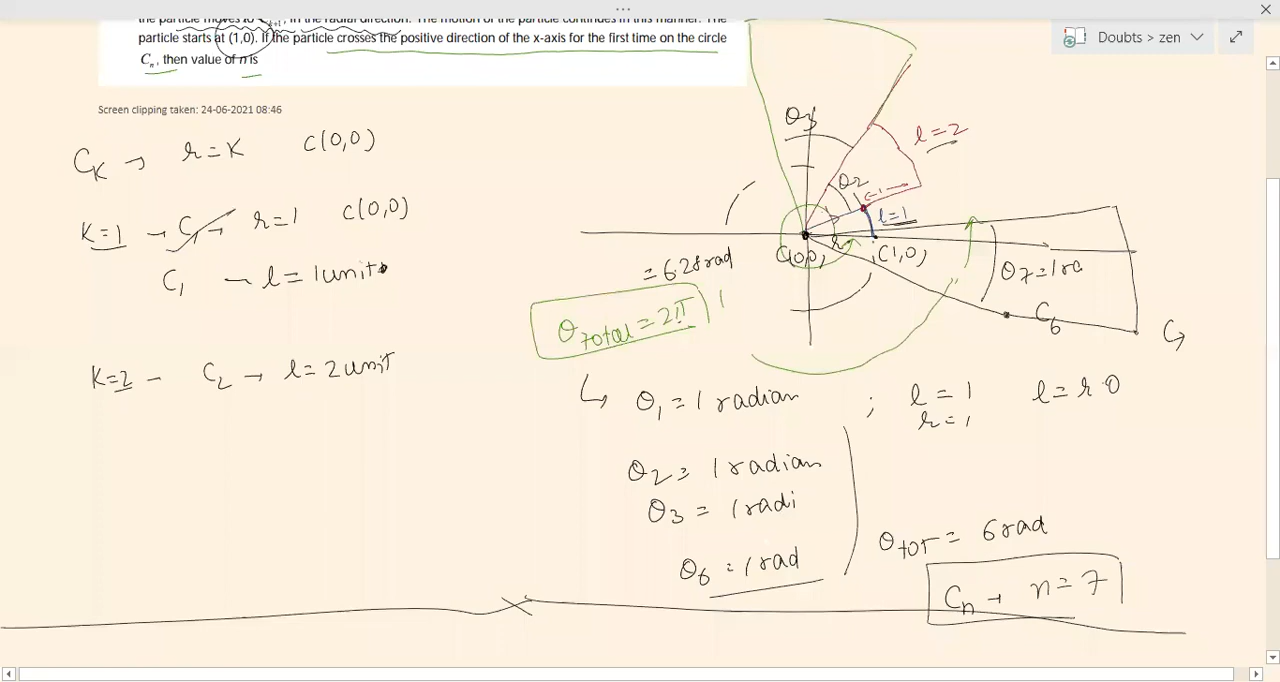 the particle moves to C k+1, in the radial direction. The motion of the particle continues in this manner. The
particle starts at (1,0). If the particle crosses the positive direction of the x-axis for the first time on the circle
Cn, then value of n is
Doubts > zen
Screen clipping taken: 24-06-2021 08:46
CK → r=K C(0,0)
K=1 → C1 → r=1 C(0,0)
C1 → l = 1 unit
K=2 - C2 → l = 2 unit
θ3
l=2
θ2
1
l=1
C(0,0)
(1,0)
θ7=1ra
C6
C7
= 6.28 rad
θTotal = 2π
θ1 = 1 radian ; l = 1 l = r·θ
r = 1
θ2 = 1 radian
θ3 = 1 radi
θ6 = 1 rad
θTOT = 6 rad
Cn → n = 7